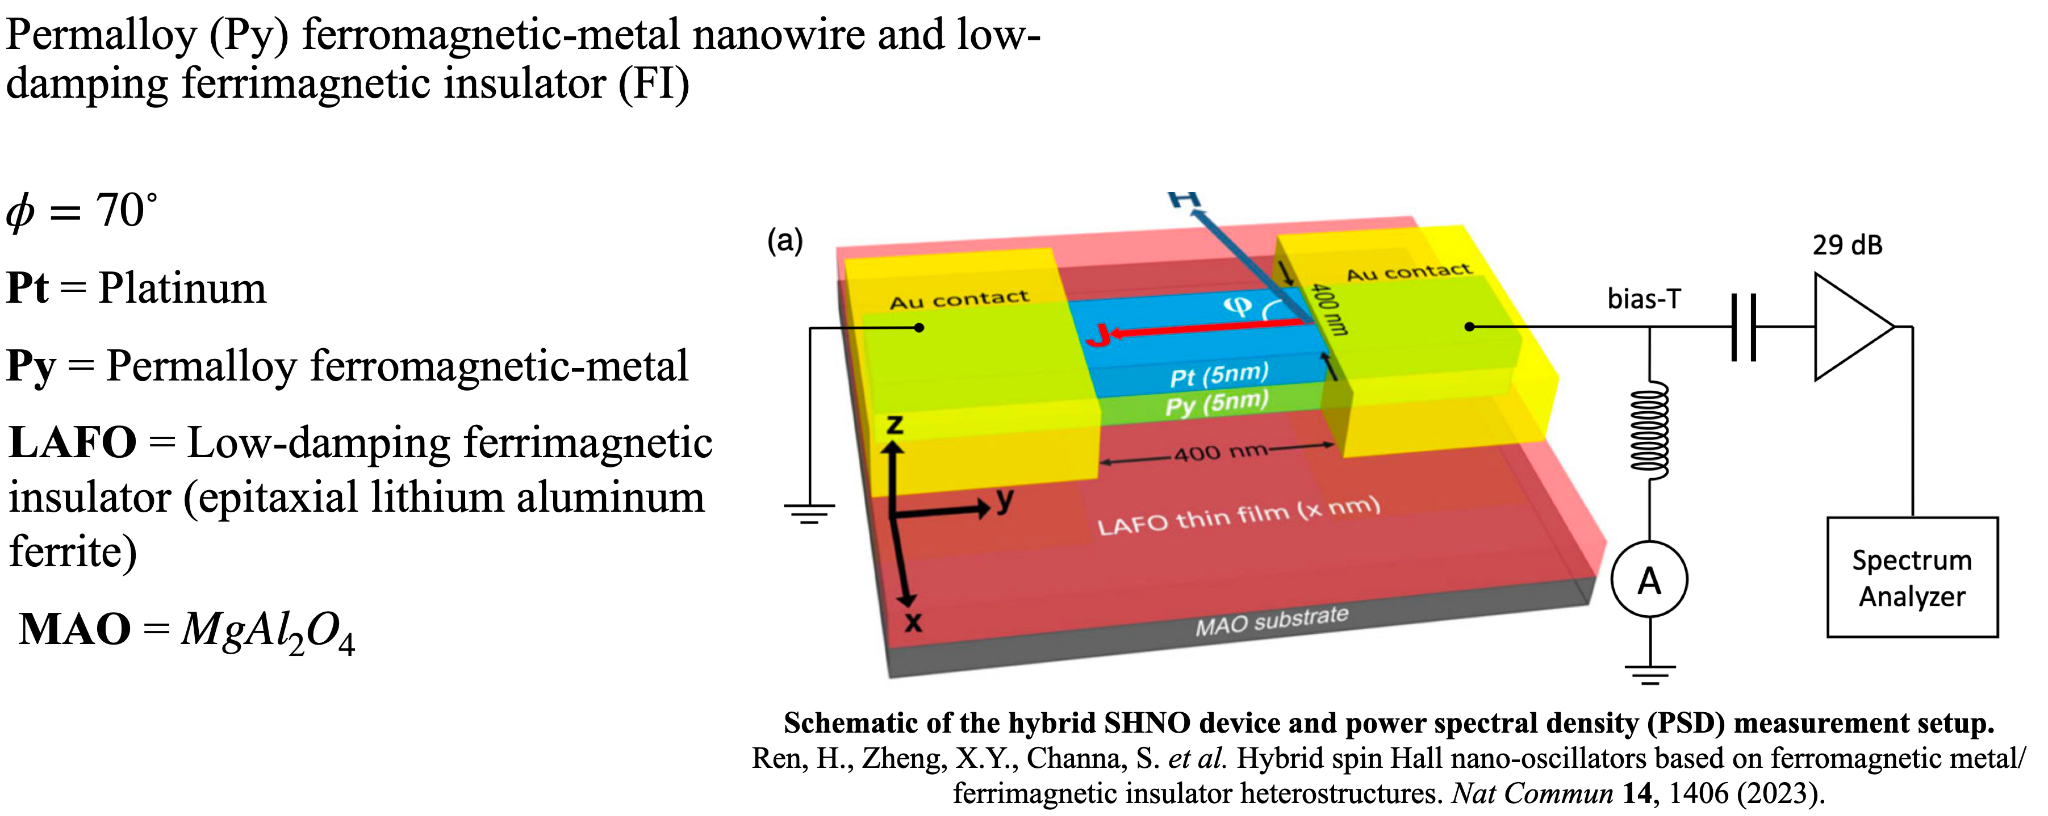 Permalloy (Py) ferromagnetic-metal nanowire and low-
damping ferrimagnetic insulator (FI)
ϕ = 70°
Pt = Platinum
Py = Permalloy ferromagnetic-metal
LAFO = Low-damping ferrimagnetic
insulator (epitaxial lithium aluminum
ferrite)
MAO = MgAl₂O₄
(a)
H
Au contact
Au contact
φ
J
400 nm
Pt (5nm)
Py (5nm)
400 nm
z
y
x
LAFO thin film (x nm)
MAO substrate
bias-T
29 dB
A
Spectrum
Analyzer
Schematic of the hybrid SHNO device and power spectral density (PSD) measurement setup.
Ren, H., Zheng, X.Y., Channa, S. et al. Hybrid spin Hall nano-oscillators based on ferromagnetic metal/
ferrimagnetic insulator heterostructures. Nat Commun 14, 1406 (2023).